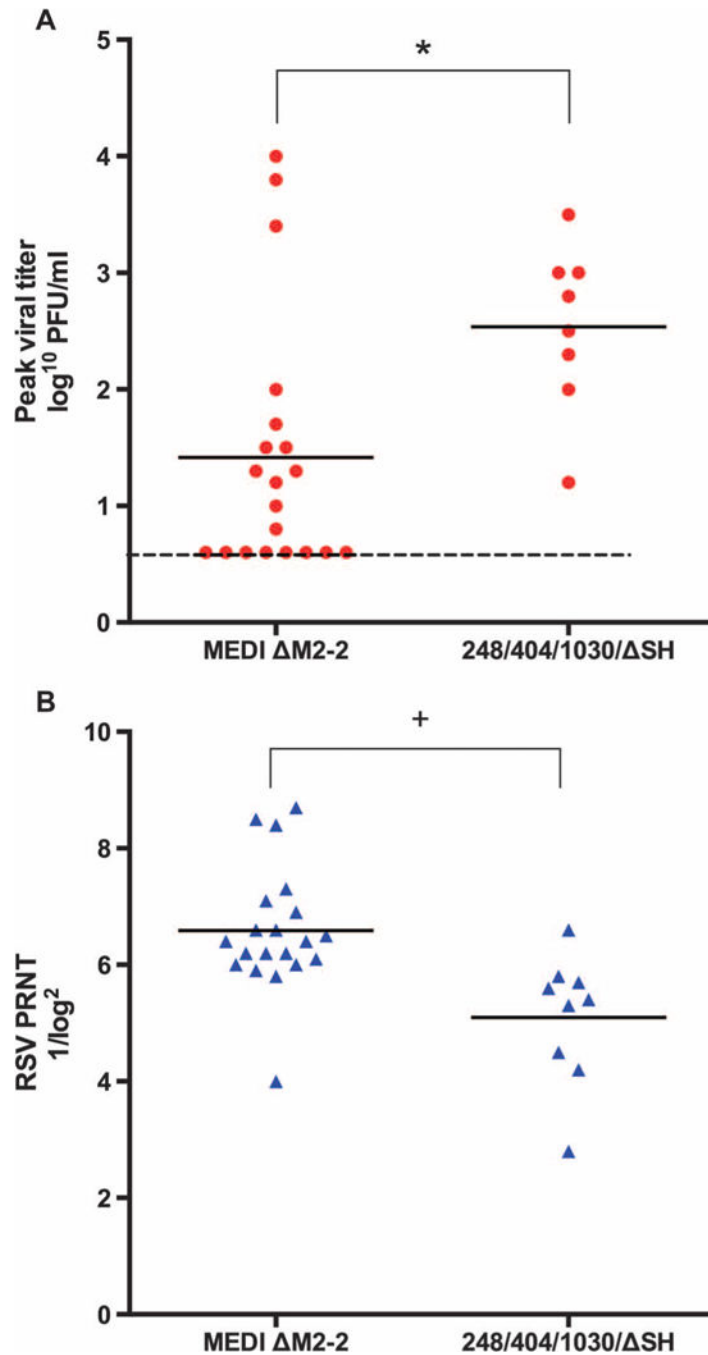 A
5
*
4
3
2
1
0
Peak viral titer
log¹⁰ PFU/ml
MEDI ΔM2-2
248/404/1030/ΔSH
B
10
+
8
6
4
2
0
RSV PRNT
1/log²
MEDI ΔM2-2
248/404/1030/ΔSH